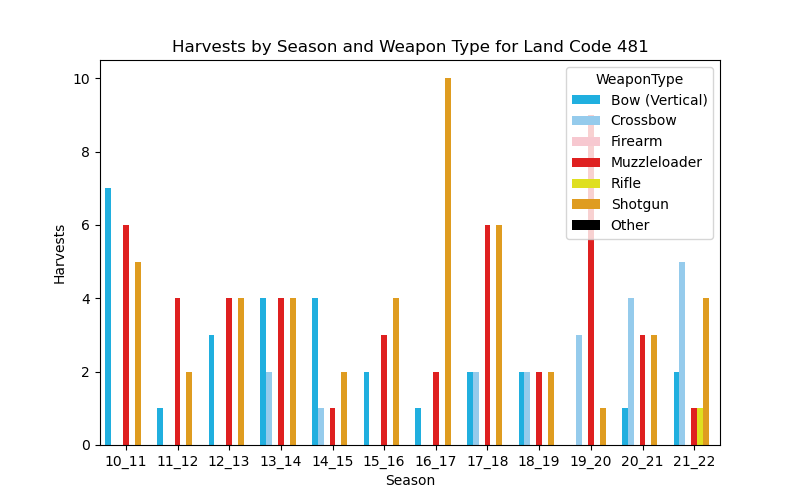 Harvests by Season and Weapon Type for Land Code 481
WeaponType
Bow (Vertical)
Crossbow
Firearm
Muzzleloader
Rifle
Shotgun
Other
Harvests
10
8
6
4
2
0
10_11 11_12 12_13 13_14 14_15 15_16 16_17 17_18 18_19 19_20 20_21 21_22
Season